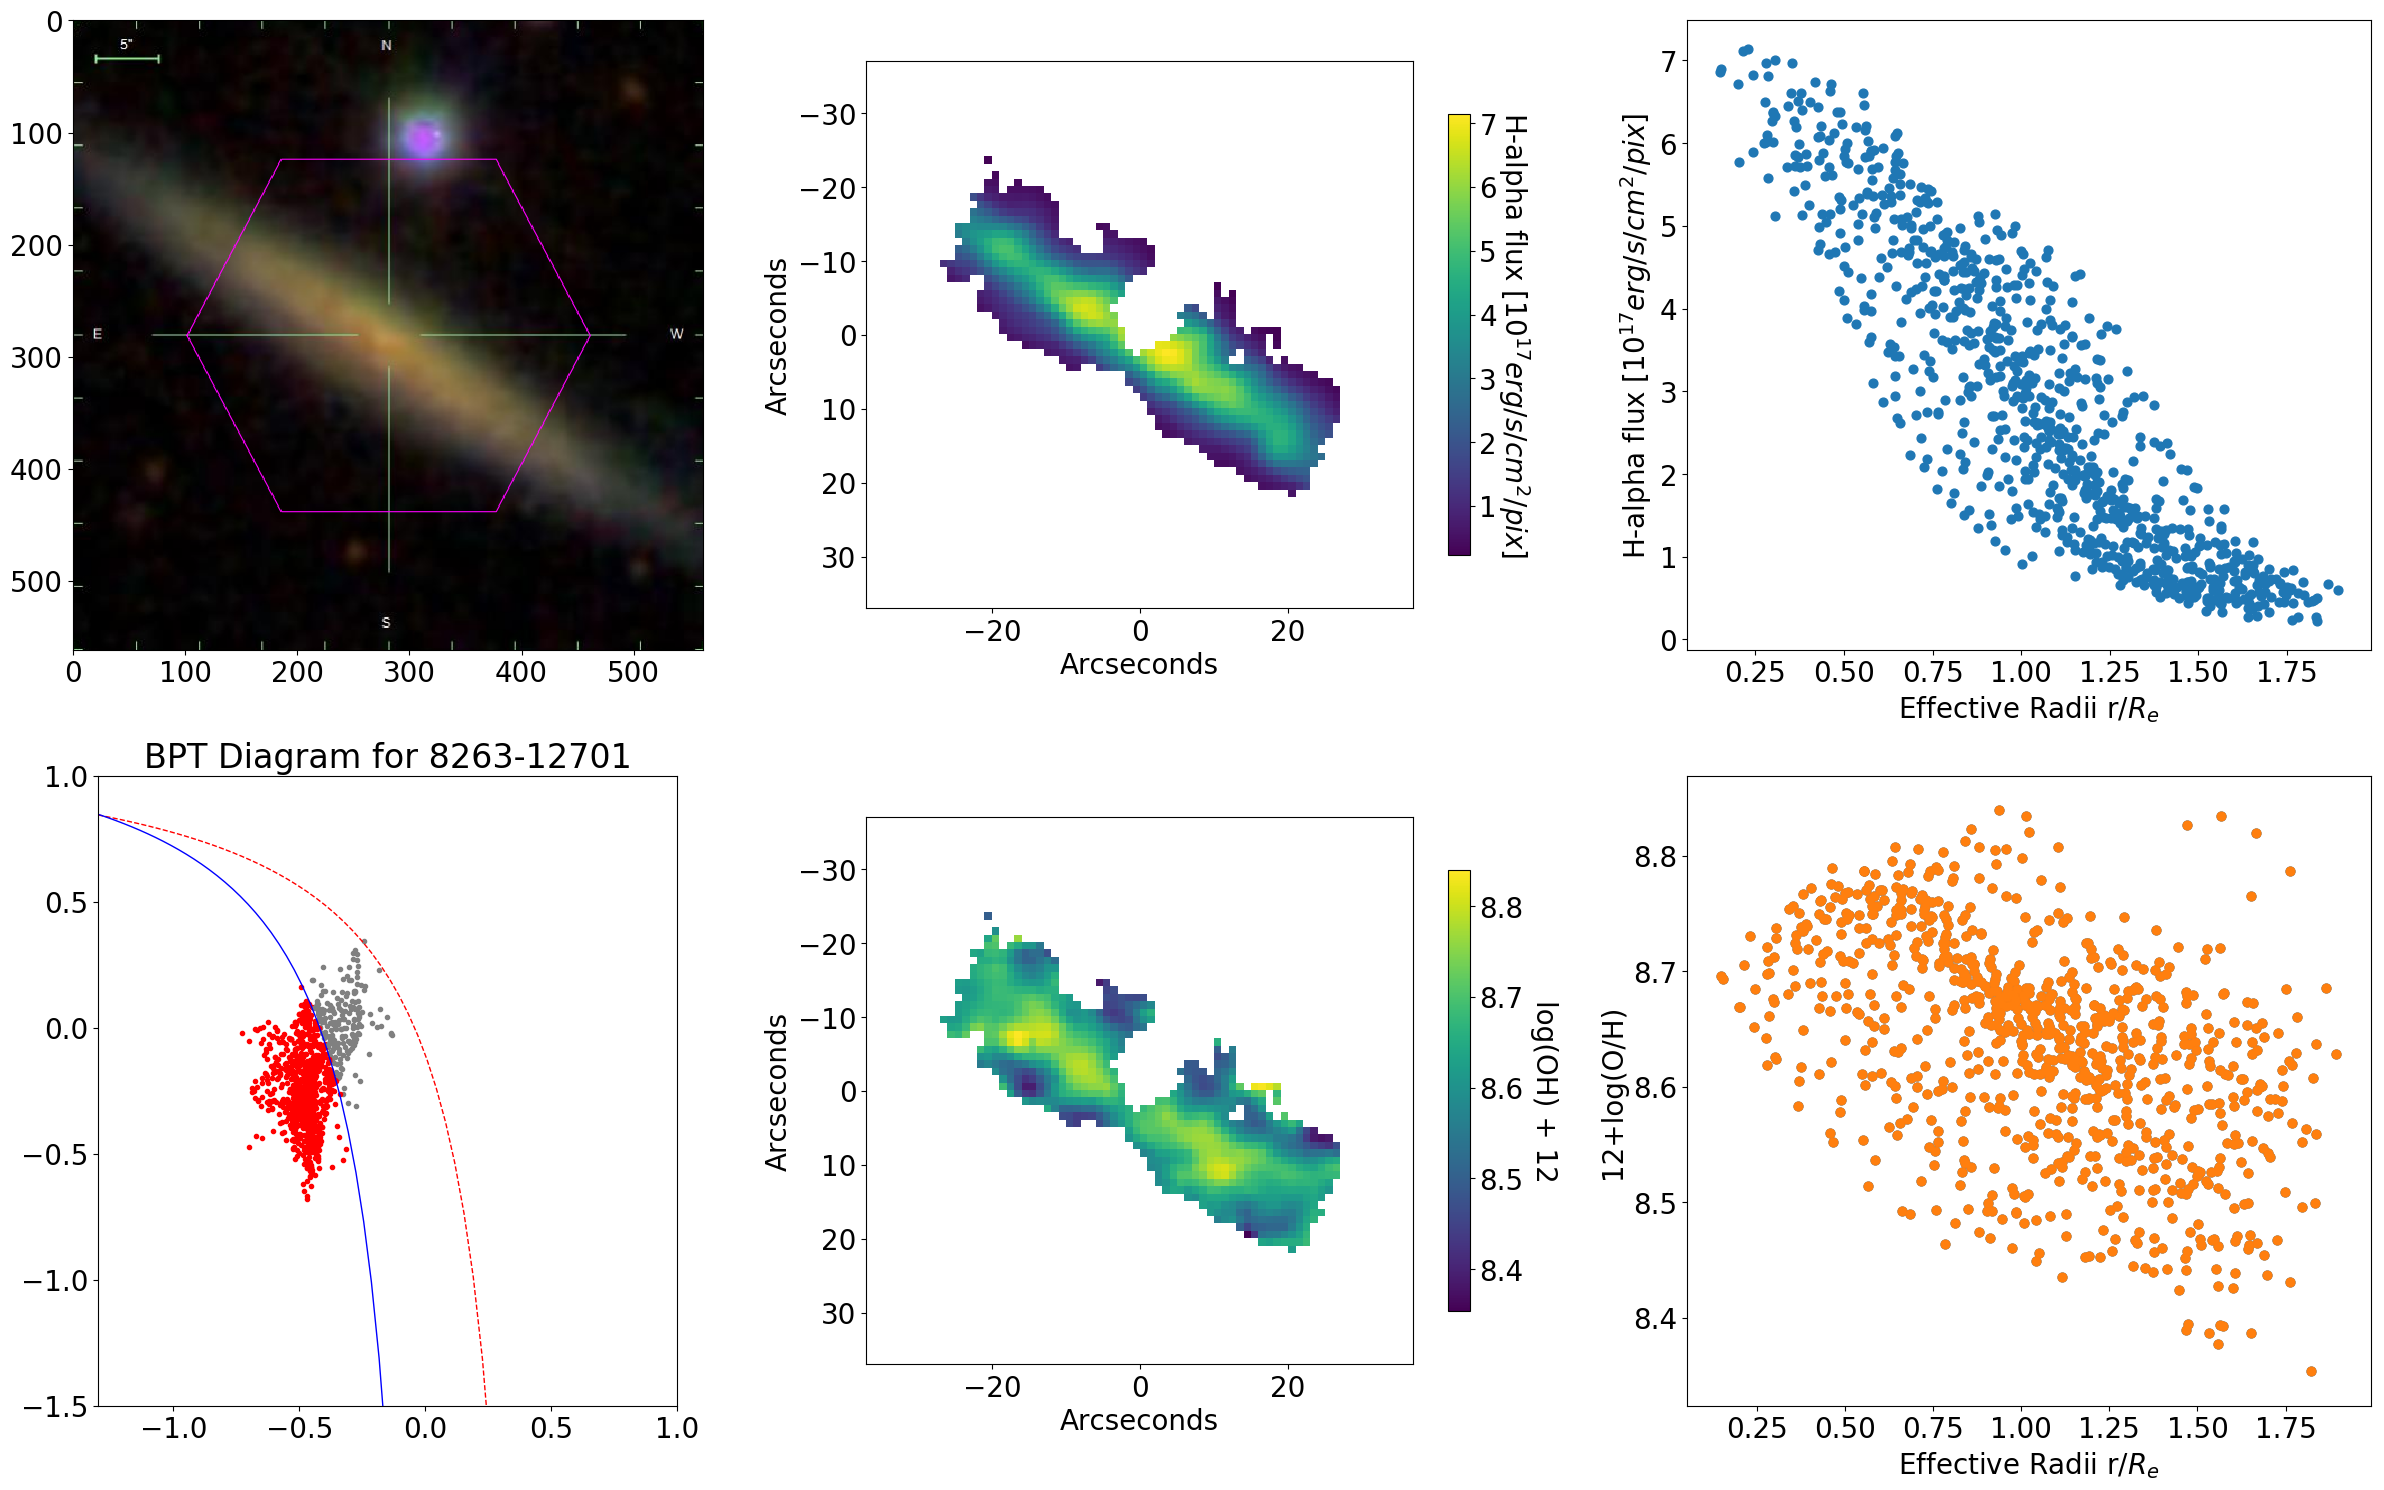 0
100
200
300
400
500
5"
N
E
W
S
0 100 200 300 400 500
−30
−20
−10
0
10
20
30
Arcseconds
−20 0 20
Arcseconds
7
6
5
4
3
2
1
H-alpha flux [10^17 erg/s/cm^2/pix]
H-alpha flux [10^17 erg/s/cm^2/pix]
7
6
5
4
3
2
1
0
0.25 0.50 0.75 1.00 1.25 1.50 1.75
Effective Radii r/R_e
BPT Diagram for 8263-12701
1.0
0.5
0.0
−0.5
−1.0
−1.5
−1.0 −0.5 0.0 0.5 1.0
−30
−20
−10
0
10
20
30
Arcseconds
−20 0 20
Arcseconds
8.8
8.7
8.6
8.5
8.4
log(OH) + 12
12+log(O/H)
8.8
8.7
8.6
8.5
8.4
0.25 0.50 0.75 1.00 1.25 1.50 1.75
Effective Radii r/R_e